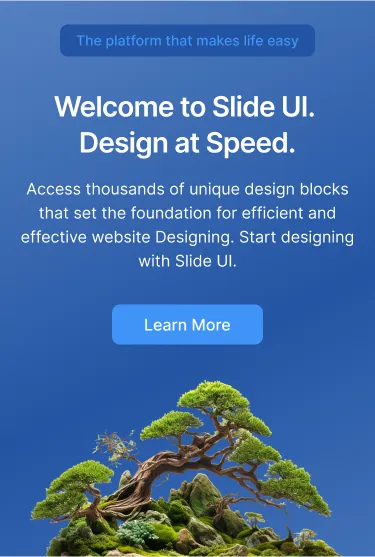 The platform that makes life easy
Welcome to Slide UI.
Design at Speed.
Access thousands of unique design blocks
that set the foundation for efficient and
effective website Designing. Start designing
with Slide UI.
Learn More